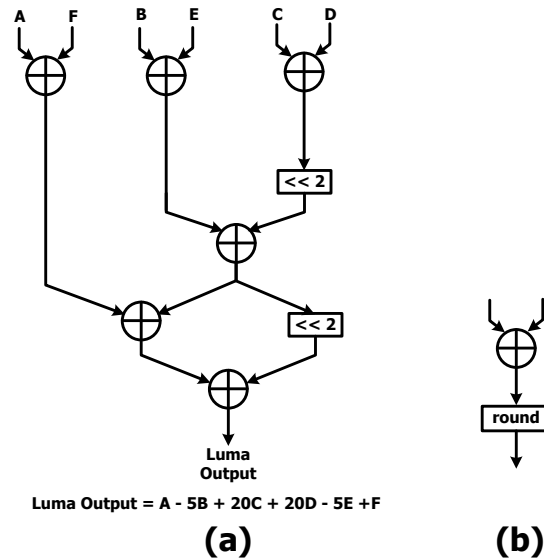 A F B E C D
<< 2
<< 2
round
Luma
Output
Luma Output = A - 5B + 20C + 20D - 5E +F
(a) (b)